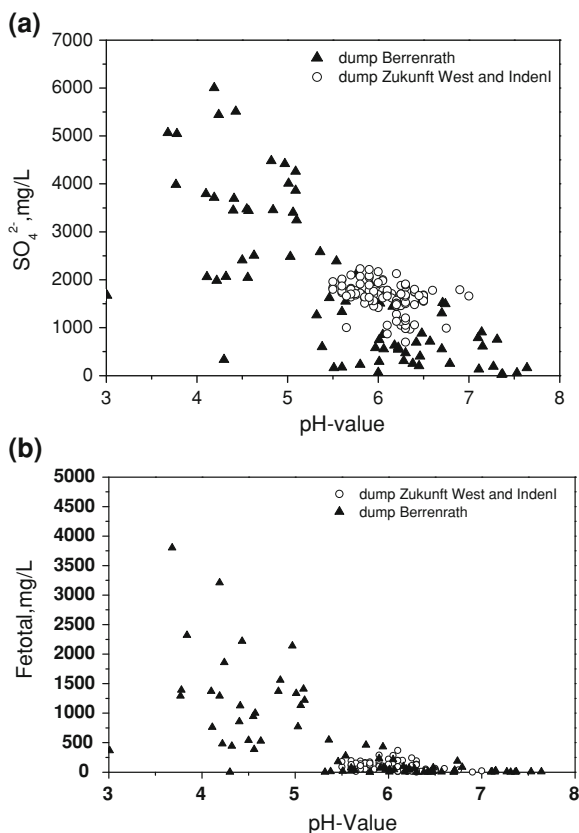 (a)
7000
6000
5000
4000
3000
2000
1000
0
SO₄²⁻,mg/L
▲ dump Berrenrath
○ dump Zukunft West and IndenI
3 4 5 6 7 8
pH-value
(b)
5000
4500
4000
3500
3000
2500
2000
1500
1000
500
0
Fetotal,mg/L
○ dump Zukunft West and IndenI
▲ dump Berrenrath
3 4 5 6 7 8
pH-Value